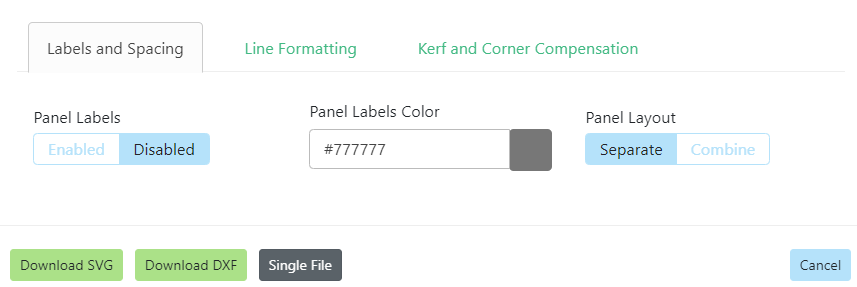 Labels and Spacing
Line Formatting
Kerf and Corner Compensation
Panel Labels
Panel Labels Color
Panel Layout
Enabled
Disabled
#777777
Separate
Combine
Download SVG
Download DXF
Single File
Cancel